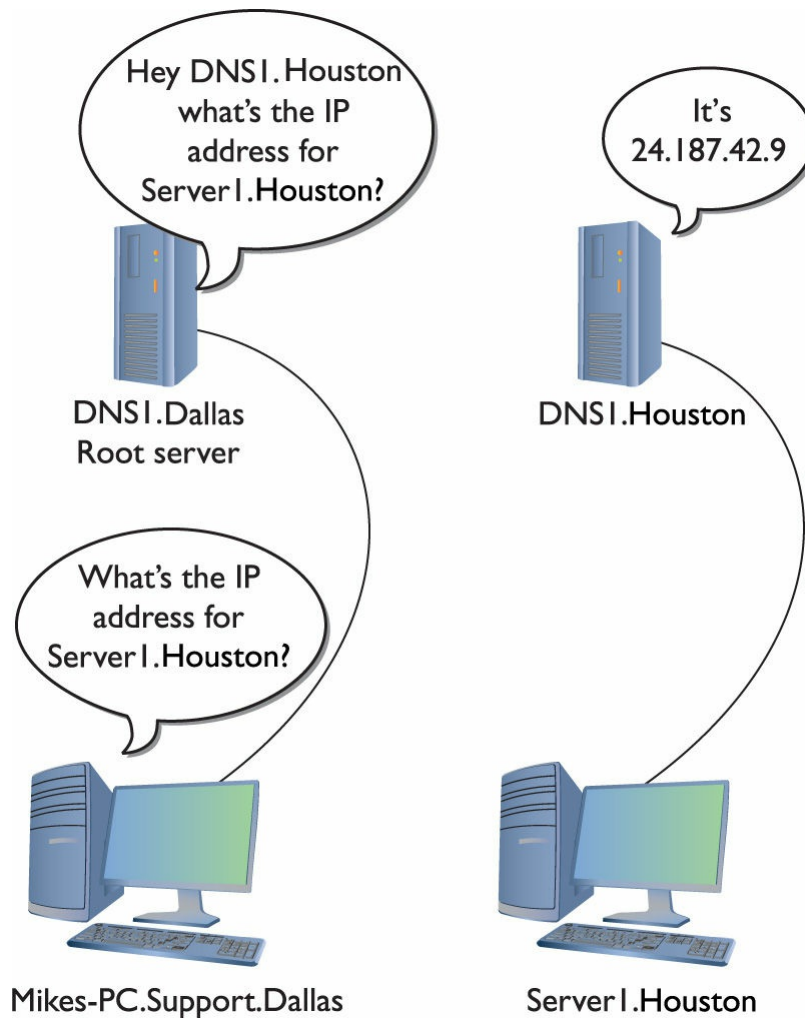 Hey DNS1.Houston
what's the IP
address for
Server1.Houston?
It's
24.187.42.9
DNS1.Dallas
Root server
DNS1.Houston
What's the IP
address for
Server1.Houston?
Mikes-PC.Support.Dallas
Server1.Houston